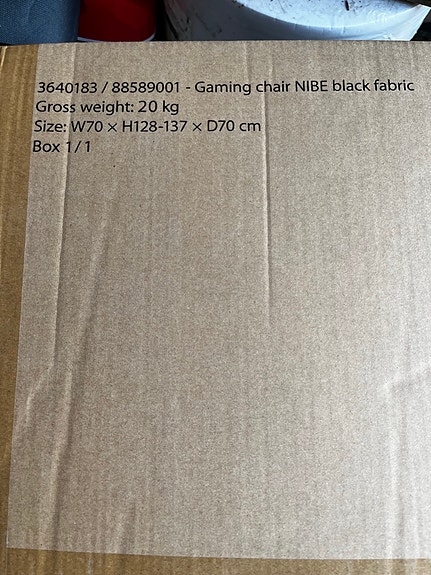 3640183 / 88589001 - Gaming chair NIBE black fabric
Gross weight: 20 kg
Size: W70 × H128-137 × D70 cm
Box 1/1